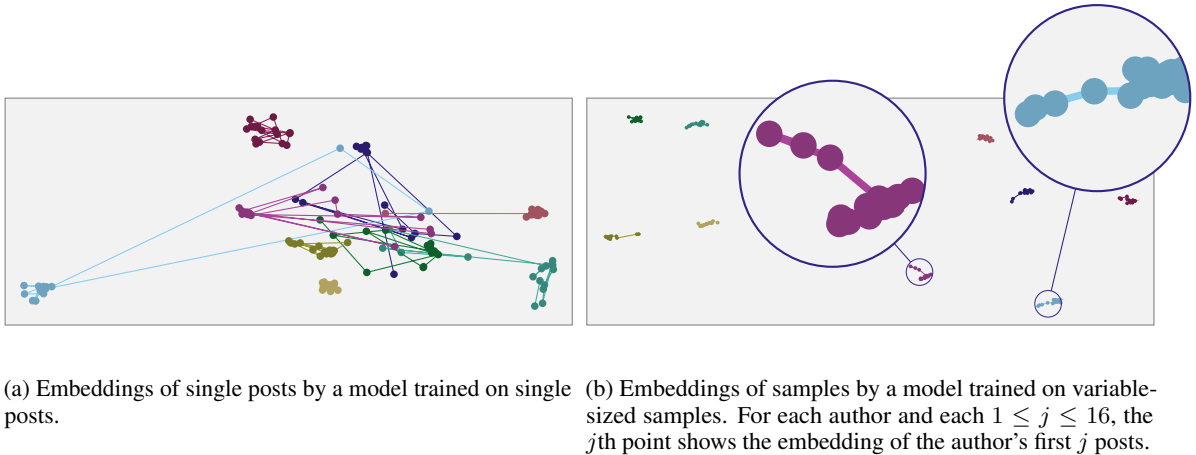 (a) Embeddings of single posts by a model trained on single
posts.
(b) Embeddings of samples by a model trained on variable-
sized samples. For each author and each 1 ≤ j ≤ 16, the
jth point shows the embedding of the author's first j posts.